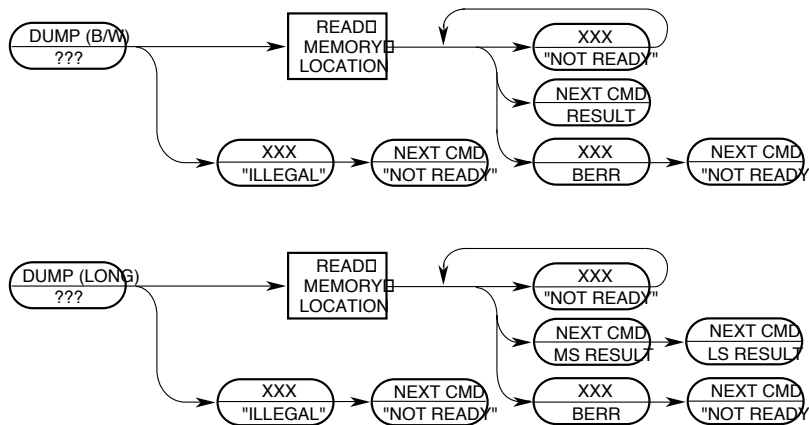 DUMP (B/W)
???
READ
MEMORY
LOCATION
XXX
"NOT READY"
NEXT CMD
RESULT
XXX
"ILLEGAL"
NEXT CMD
"NOT READY"
XXX
BERR
NEXT CMD
"NOT READY
DUMP (LONG)
???
READ
MEMORY
LOCATION
XXX
"NOT READY"
NEXT CMD
MS RESULT
NEXT CMD
LS RESULT
XXX
"ILLEGAL"
NEXT CMD
"NOT READY"
XXX
BERR
NEXT CMD
"NOT READY